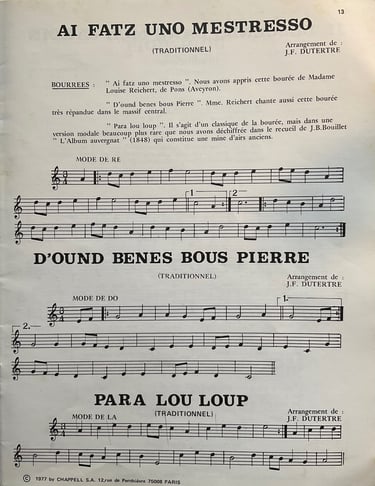 13
AI FATZ UNO MESTRESSO
(TRADITIONNEL)
Arrangement de :
J.F. DUTERTRE
BOURREES : " Ai fatz uno mestresso ". Nous avons appris cette bourée de Madame
Louise Reichert, de Pons (Aveyron).
"D'ound benes bous Pierre ". Mme. Reichert chante aussi cette bourée
très répandue dans le massif central.
"Para lou loup ". Il s'agit d'un classique de la bourée, mais dans une
version modale beaucoup plus rare que nous avons déchiffrée dans le recueil de J.B.Bouillet
" L'Album auvergnat " (1848) qui constitue une mine d'airs anciens.
MODE DE RE
1.
2.
D'OUND BENES BOUS PIERRE
(TRADITIONNEL)
Arrangement de :
J.F. DUTERTRE
MODE DE DO
1.
2.
PARA LOU LOUP
(TRADITIONNEL)
MODE DE LA
Arrangement de :
J.F. DUTERTRE
© 1977 by CHAPPELL S.A. 12,rue de Penthièvre 75008 PARIS